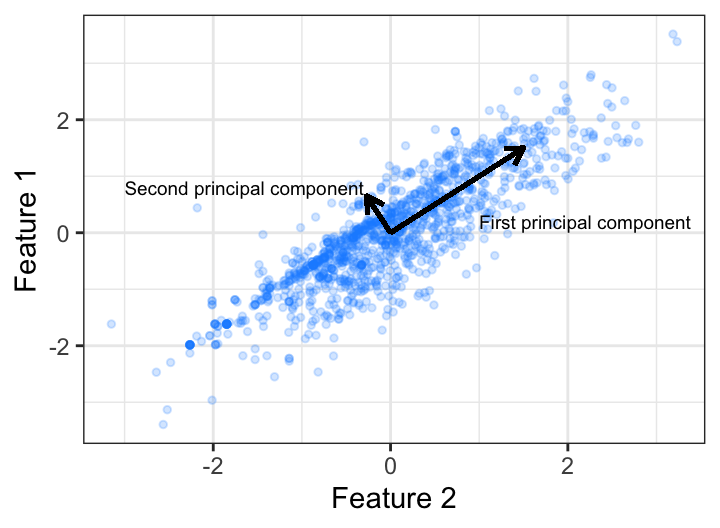 Feature 1
2
0
-2
Second principal component
First principal component
-2 0 2
Feature 2